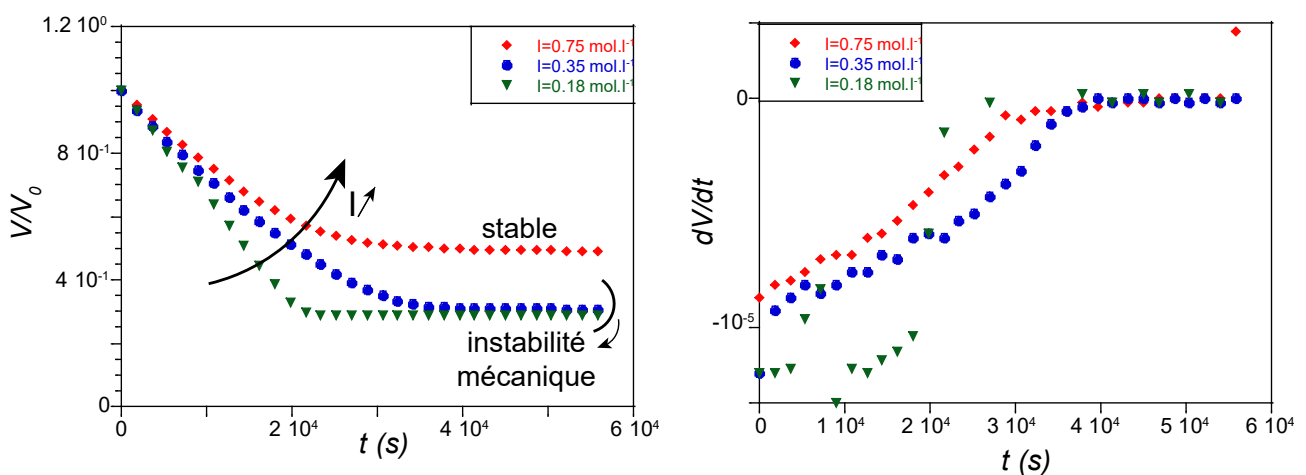 1.2 10⁰
8 10⁻¹
4 10⁻¹
0
V/V₀
I=0.75 mol.l⁻¹
I=0.35 mol.l⁻¹
I=0.18 mol.l⁻¹
I
stable
instabilité
mécanique
0
2 10⁴
4 10⁴
6 10⁴
t (s)
0
-10⁻⁵
dV/dt
I=0.75 mol.l⁻¹
I=0.35 mol.l⁻¹
I=0.18 mol.l⁻¹
0
1 10⁴
2 10⁴
3 10⁴
4 10⁴
5 10⁴
6 10⁴
t (s)